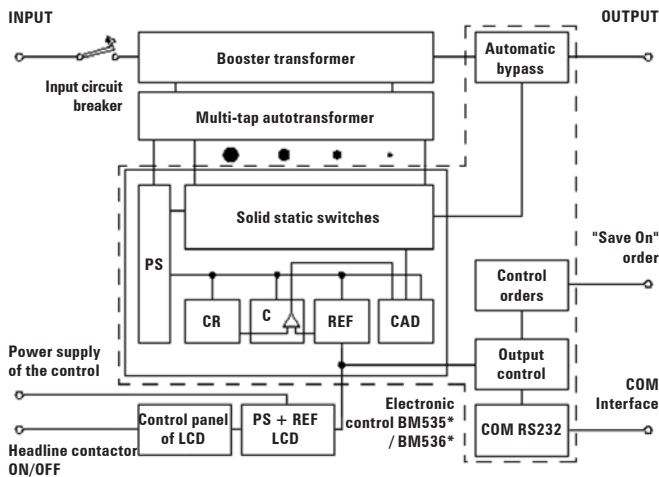 INPUT
OUTPUT
Booster transformer
Automatic
bypass
Input circuit
breaker
Multi-tap autotransformer
Solid static switches
PS
"Save On"
order
Control
orders
CR
C
REF
CAD
Power supply
of the control
Output
control
COM
Interface
Control panel
of LCD
PS + REF
LCD
Electronic
control BM535*
/ BM536*
COM RS232
Headline contactor
ON/OFF